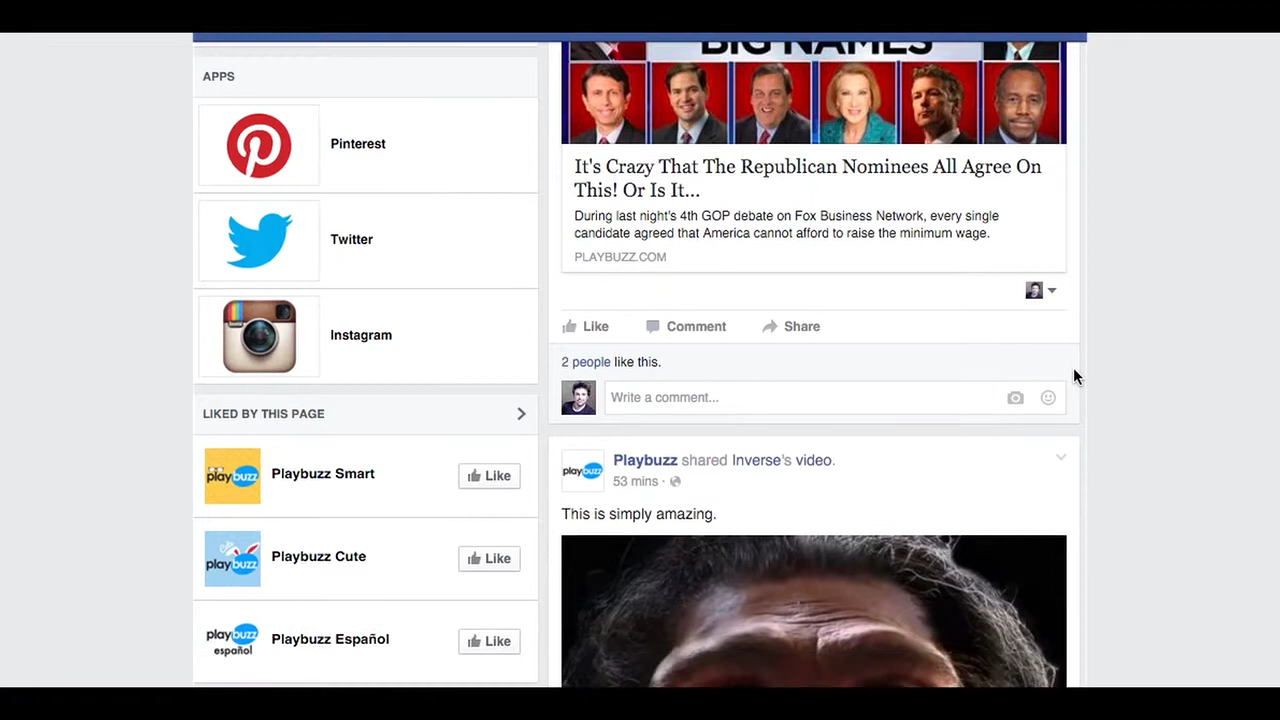 APPS
Pinterest
Twitter
Instagram
LIKED BY THIS PAGE
playbuzz
Playbuzz Smart
Like
playbuzz
Playbuzz Cute
Like
playbuzz
español
Playbuzz Español
Like
BIG NAMES
It's Crazy That The Republican Nominees All Agree On
This! Or Is It...
During last night's 4th GOP debate on Fox Business Network, every single
candidate agreed that America cannot afford to raise the minimum wage.
PLAYBUZZ.COM
Like Comment Share
2 people like this.
Write a comment...
playbuzz
Playbuzz shared Inverse's video.
53 mins ·
This is simply amazing.